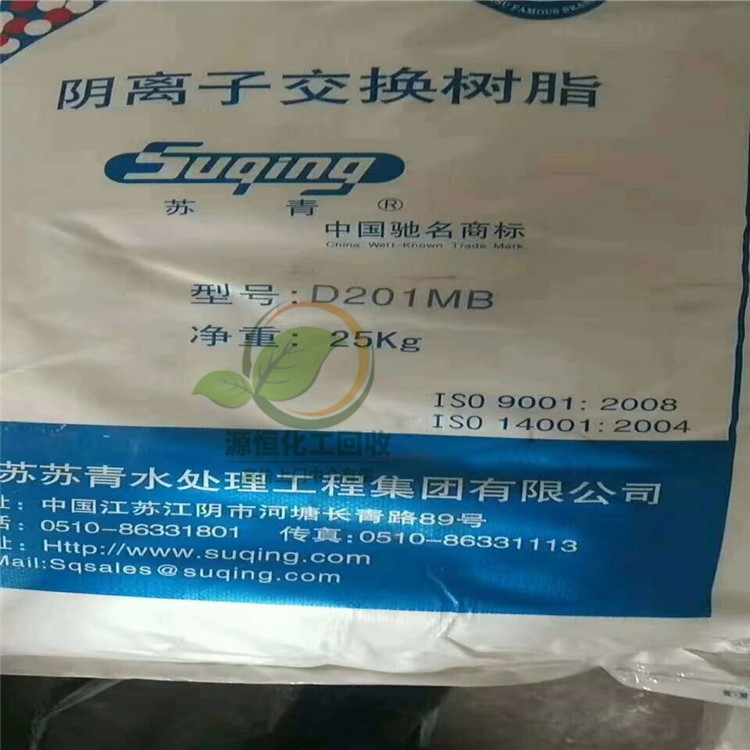 阴离子交换树脂
Suqing
苏青®
中国驰名商标
China Well-Known Trade Mark
型号:D201MB
净重:25Kg
ISO 9001:2008
ISO 14001:2004
源恒化工回收
苏苏青水处理工程集团有限公司
址:中国江苏江阴市河塘长青路89号
话:0510-86331801 传真:0510-86331113
址:Http://www.suqing.com
Mail:Sqsales@suqing.com